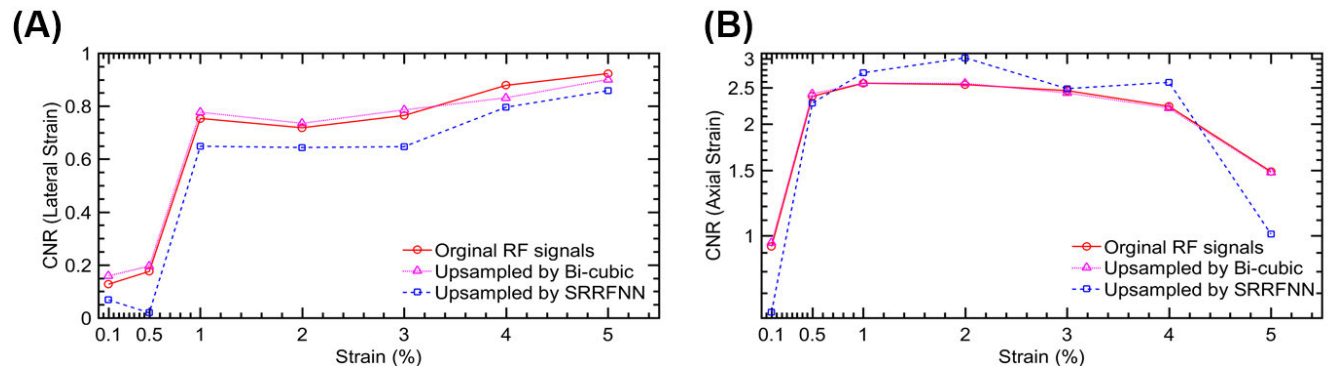 (A)
CNR (Lateral Strain)
1
0.8
0.6
0.4
0.2
0
0.1 0.5 1 2 3 4 5
Strain (%)
Orginal RF signals
Upsampled by Bi-cubic
Upsampled by SRRFNN
(B)
CNR (Axial Strain)
3
2.5
2
1.5
1
0.1 0.5 1 2 3 4 5
Strain (%)
Orginal RF signals
Upsampled by Bi-cubic
Upsampled by SRRFNN